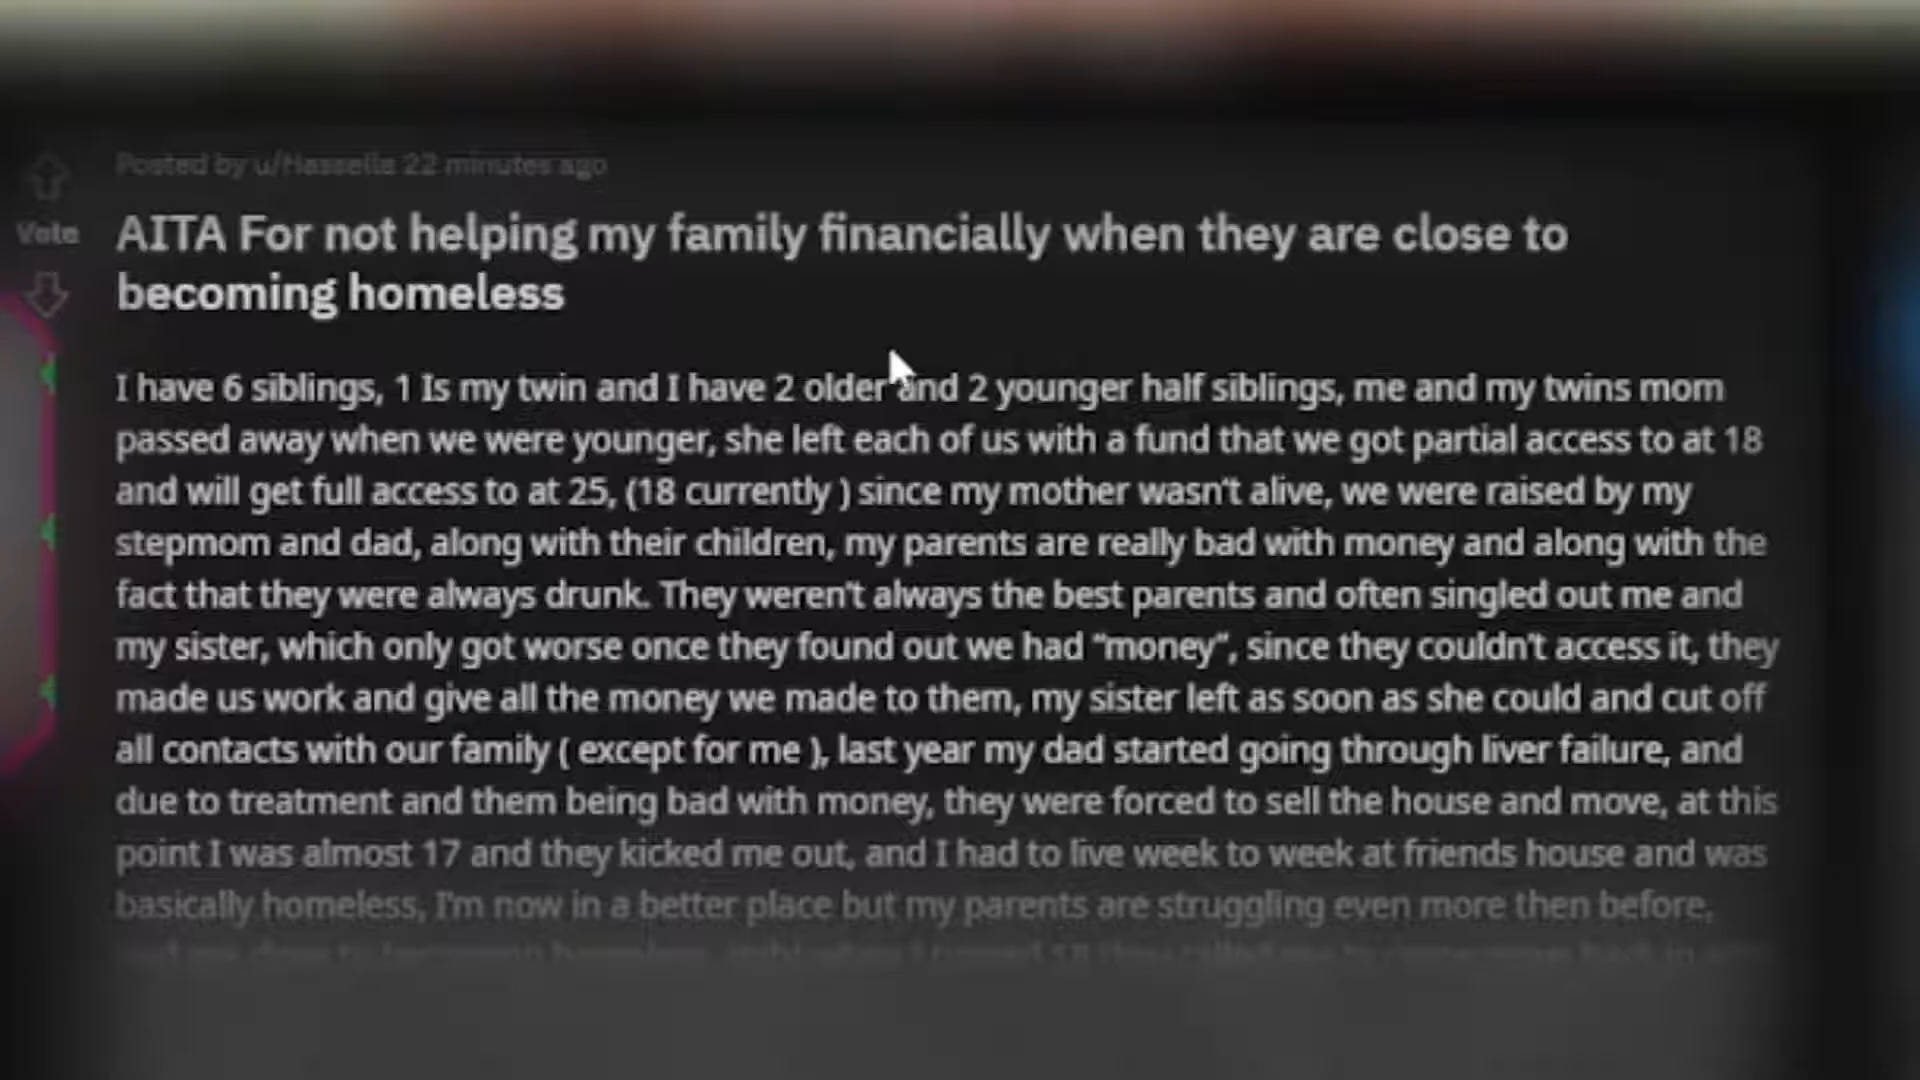 Posted by u/Hasselle 22 minutes ago
Vote
AITA For not helping my family financially when they are close to
becoming homeless
I have 6 siblings, 1 Is my twin and I have 2 older and 2 younger half siblings, me and my twins mom
passed away when we were younger, she left each of us with a fund that we got partial access to at 18
and will get full access to at 25, (18 currently ) since my mother wasn't alive, we were raised by my
stepmom and dad, along with their children, my parents are really bad with money and along with the
fact that they were always drunk. They weren't always the best parents and often singled out me and
my sister, which only got worse once they found out we had “money”, since they couldn't access it, they
made us work and give all the money we made to them, my sister left as soon as she could and cut off
all contacts with our family ( except for me ), last year my dad started going through liver failure, and
due to treatment and them being bad with money, they were forced to sell the house and move, at this
point I was almost 17 and they kicked me out, and I had to live week to week at friends house and was
basically homeless, I'm now in a better place but my parents are struggling even more then before,